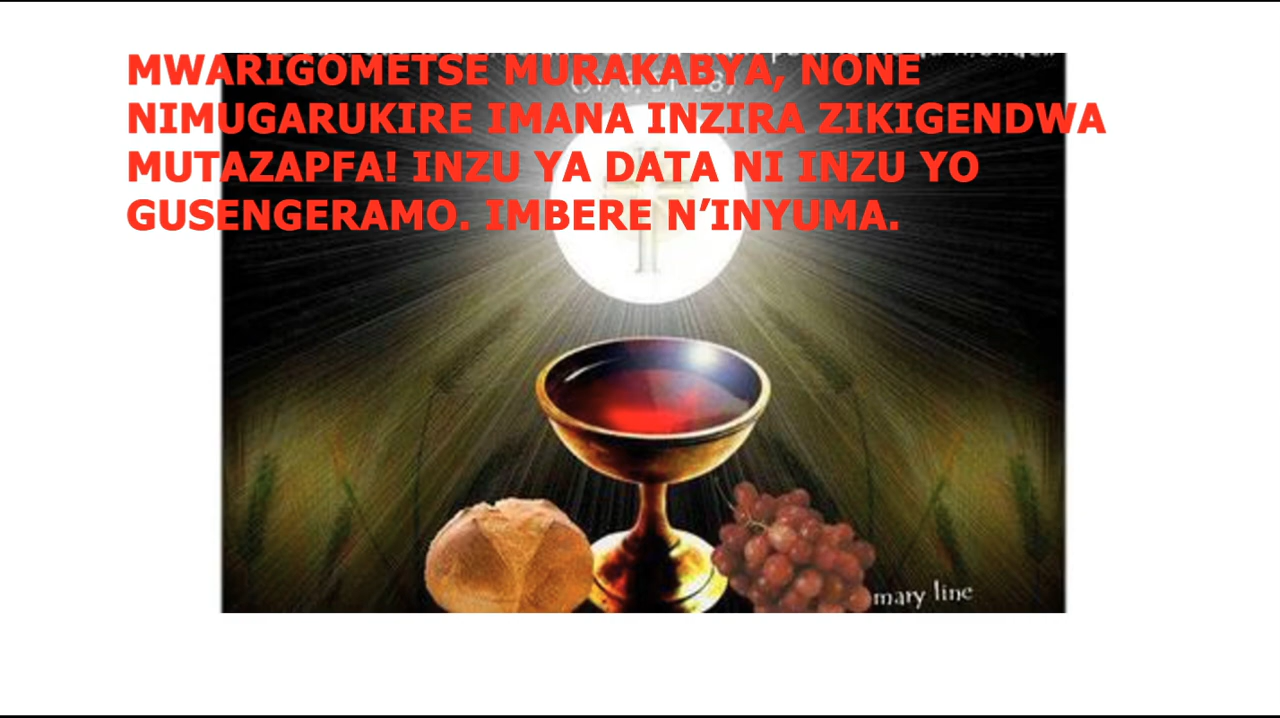 MWARIGOMETSE MURAKABYA, NONE
NIMUGARUKIRE IMANA INZIRA ZIKIGENDWA
MUTAZAPFA! INZU YA DATA NI INZU YO
GUSENGERAMO. IMBERE N’INYUMA.
mary line